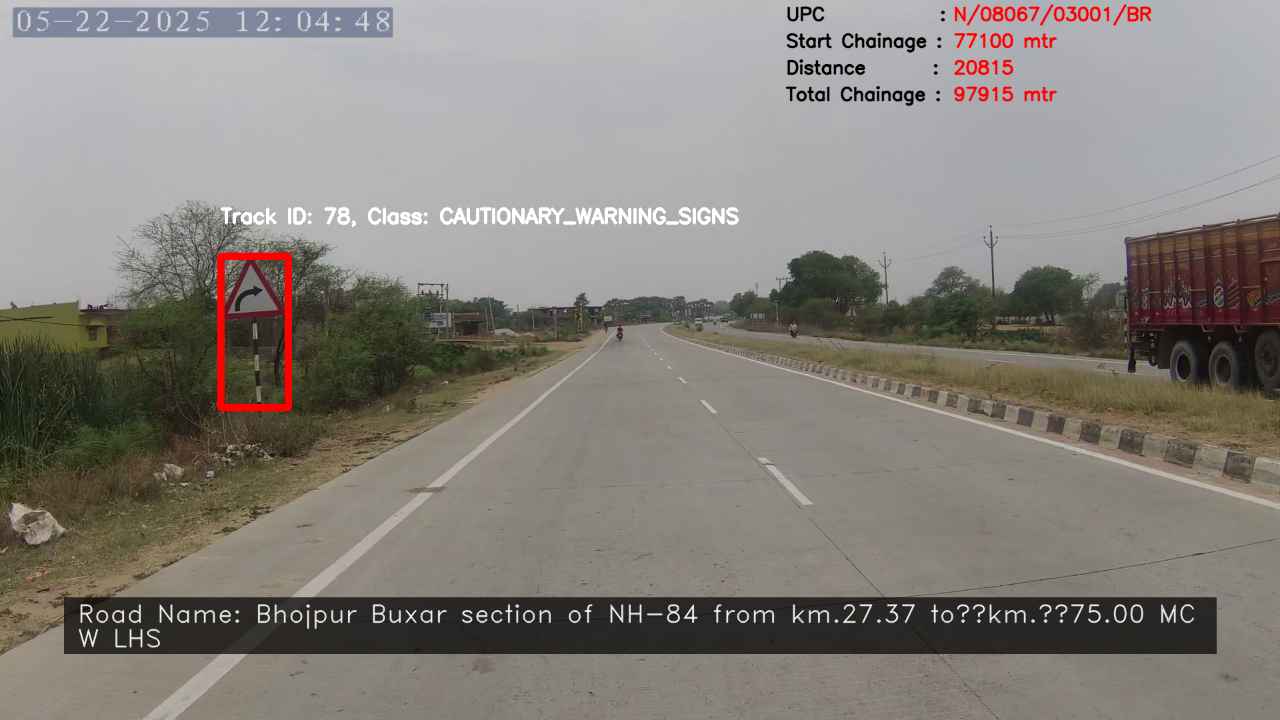 05-22-2025 12:04:48
UPC : N/08067/03001/BR
Start Chainage : 77100 mtr
Distance : 20815
Total Chainage : 97915 mtr
Track ID: 78, Class: CAUTIONARY_WARNING_SIGNS
Road Name: Bhojpur Buxar section of NH-84 from km.27.37 to??km.??75.00 MC
W LHS